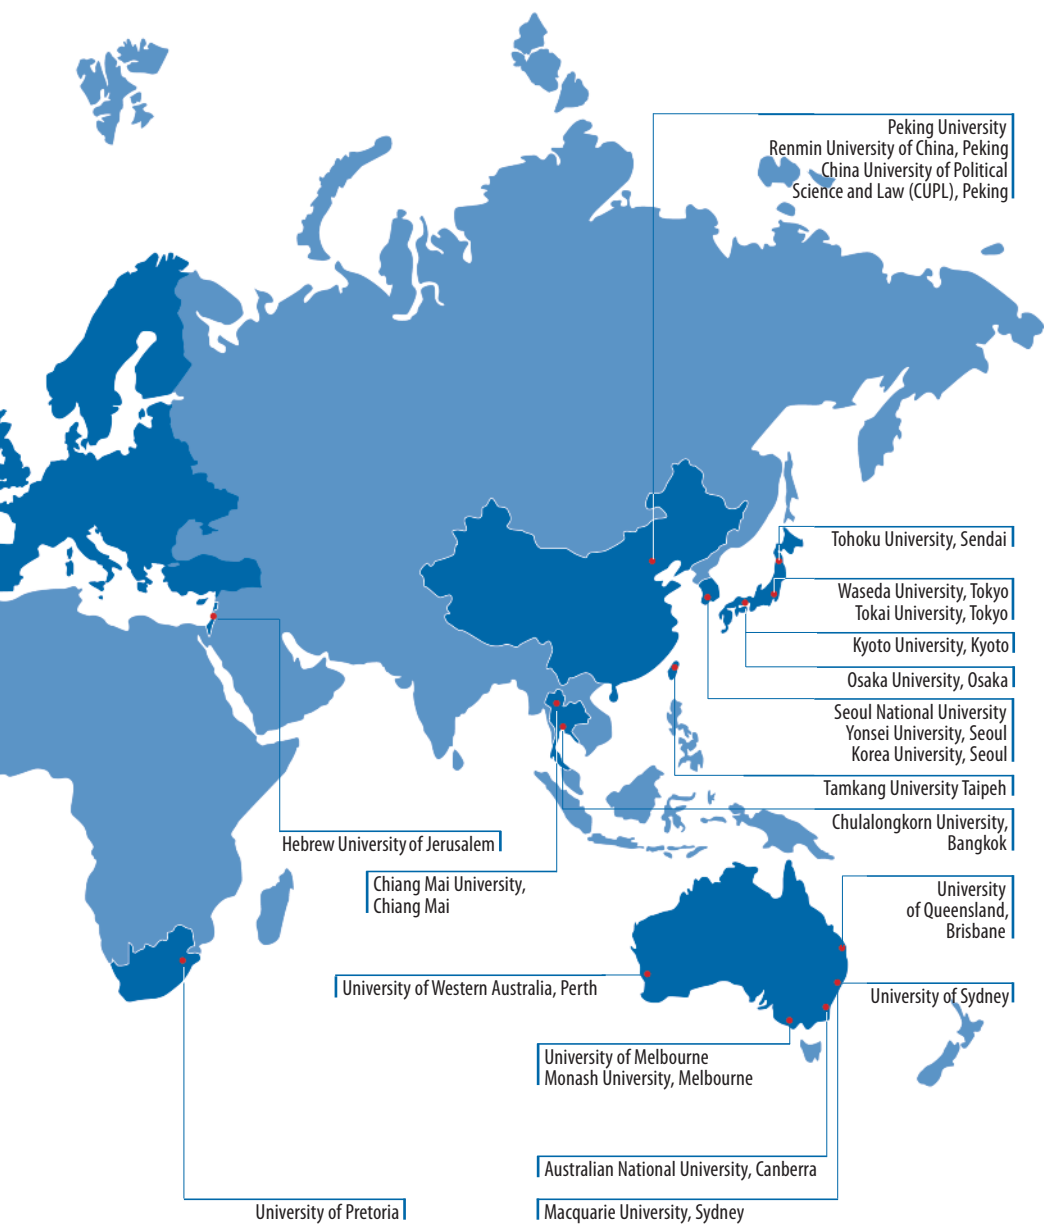 Peking University
Renmin University of China, Peking
China University of Political
Science and Law (CUPL), Peking
Tohoku University, Sendai
Waseda University, Tokyo
Tokai University, Tokyo
Kyoto University, Kyoto
Osaka University, Osaka
Seoul National University
Yonsei University, Seoul
Korea University, Seoul
Tamkang University Taipeh
Chulalongkorn University,
Bangkok
Hebrew University of Jerusalem
Chiang Mai University,
Chiang Mai
University
of Queensland,
Brisbane
University of Western Australia, Perth
University of Sydney
University of Melbourne
Monash University, Melbourne
Australian National University, Canberra
University of Pretoria
Macquarie University, Sydney